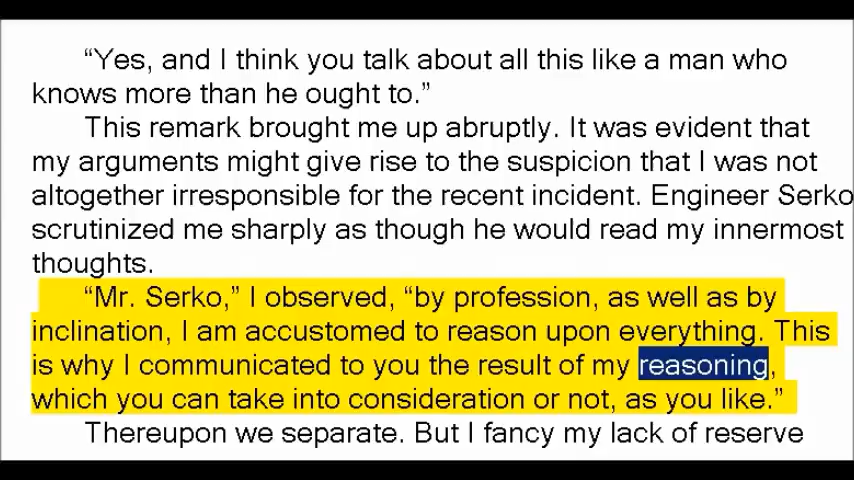 “Yes, and I think you talk about all this like a man who
knows more than he ought to.”
This remark brought me up abruptly. It was evident that
my arguments might give rise to the suspicion that I was not
altogether irresponsible for the recent incident. Engineer Serko
scrutinized me sharply as though he would read my innermost
thoughts.
“Mr. Serko,” I observed, “by profession, as well as by
inclination, I am accustomed to reason upon everything. This
is why I communicated to you the result of my reasoning,
which you can take into consideration or not, as you like.”
Thereupon we separate. But I fancy my lack of reserve